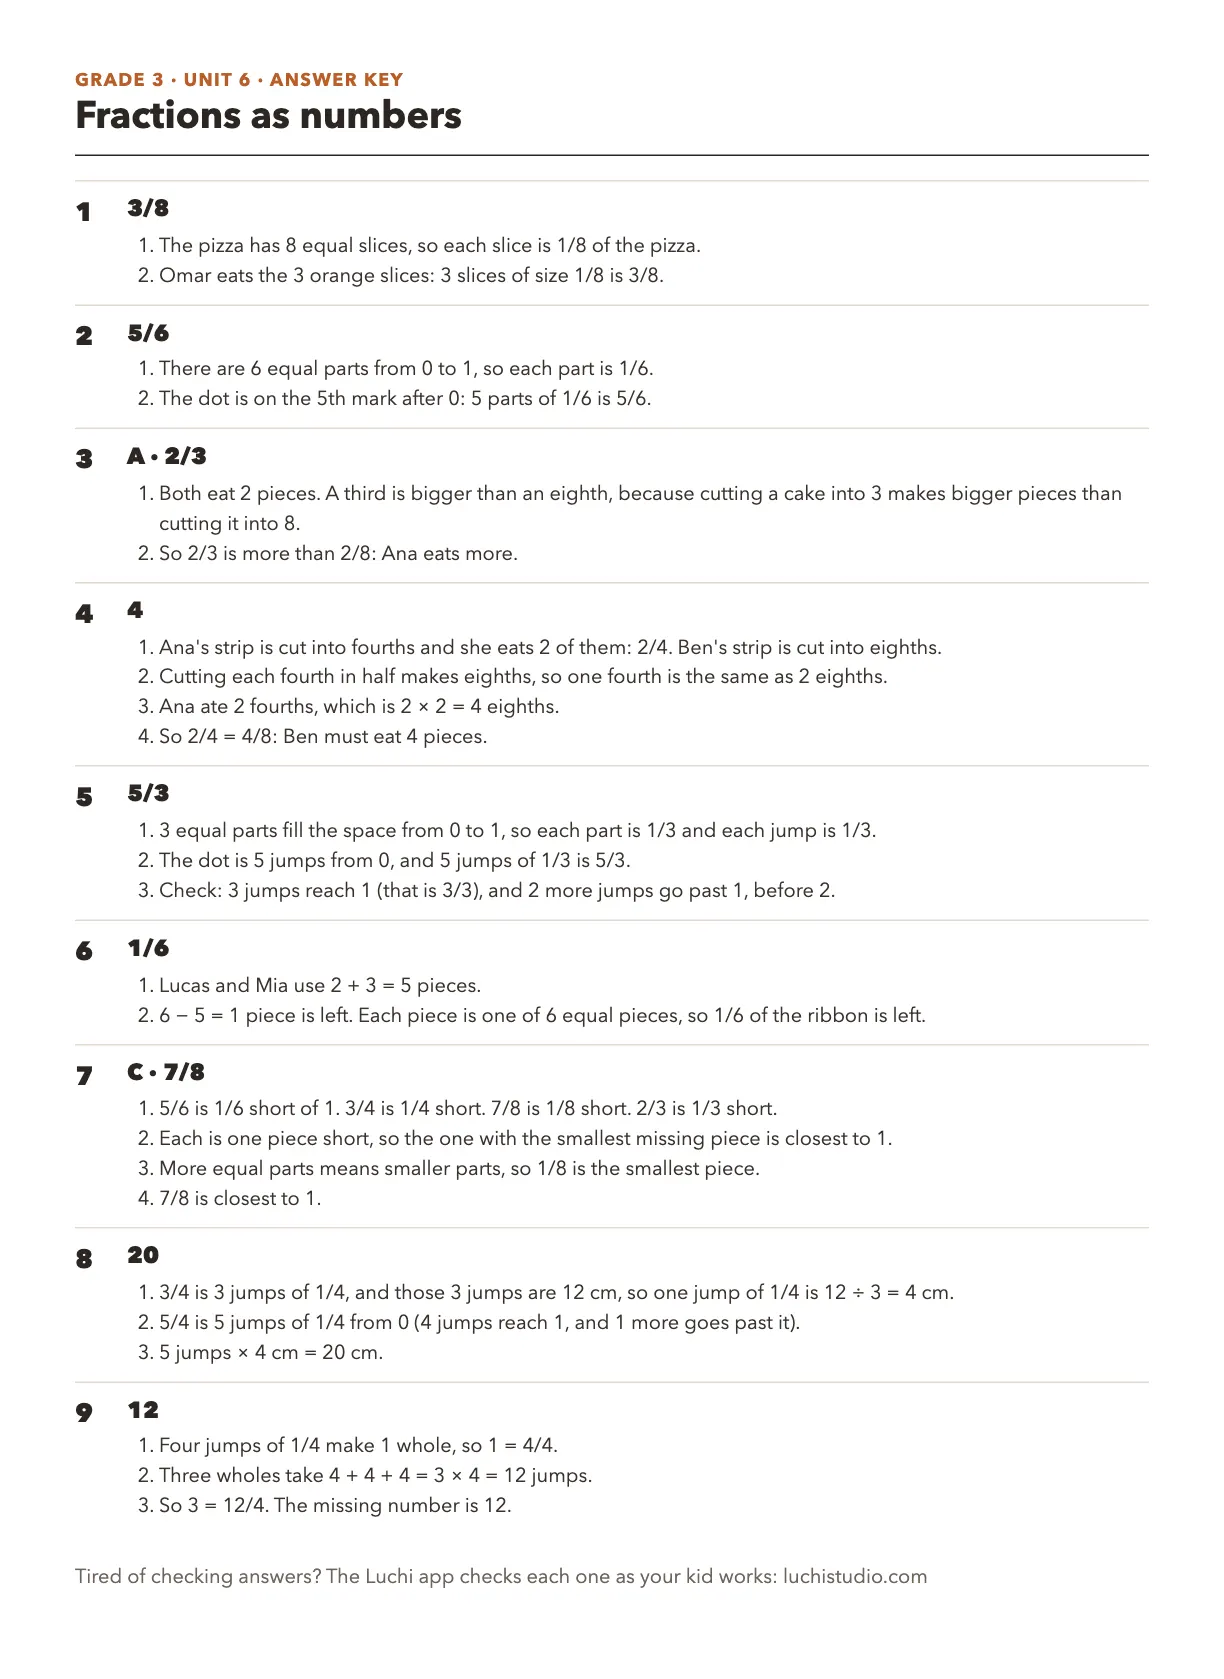 GRADE 3 · UNIT 6 · ANSWER KEY
Fractions as numbers
1 3/8
1. The pizza has 8 equal slices, so each slice is 1/8 of the pizza.
2. Omar eats the 3 orange slices: 3 slices of size 1/8 is 3/8.
2 5/6
1. There are 6 equal parts from 0 to 1, so each part is 1/6.
2. The dot is on the 5th mark after 0: 5 parts of 1/6 is 5/6.
3 A · 2/3
1. Both eat 2 pieces. A third is bigger than an eighth, because cutting a cake into 3 makes bigger pieces than
cutting it into 8.
2. So 2/3 is more than 2/8: Ana eats more.
4 4
1. Ana's strip is cut into fourths and she eats 2 of them: 2/4. Ben's strip is cut into eighths.
2. Cutting each fourth in half makes eighths, so one fourth is the same as 2 eighths.
3. Ana ate 2 fourths, which is 2 × 2 = 4 eighths.
4. So 2/4 = 4/8: Ben must eat 4 pieces.
5 5/3
1. 3 equal parts fill the space from 0 to 1, so each part is 1/3 and each jump is 1/3.
2. The dot is 5 jumps from 0, and 5 jumps of 1/3 is 5/3.
3. Check: 3 jumps reach 1 (that is 3/3), and 2 more jumps go past 1, before 2.
6 1/6
1. Lucas and Mia use 2 + 3 = 5 pieces.
2. 6 − 5 = 1 piece is left. Each piece is one of 6 equal pieces, so 1/6 of the ribbon is left.
7 C · 7/8
1. 5/6 is 1/6 short of 1. 3/4 is 1/4 short. 7/8 is 1/8 short. 2/3 is 1/3 short.
2. Each is one piece short, so the one with the smallest missing piece is closest to 1.
3. More equal parts means smaller parts, so 1/8 is the smallest piece.
4. 7/8 is closest to 1.
8 20
1. 3/4 is 3 jumps of 1/4, and those 3 jumps are 12 cm, so one jump of 1/4 is 12 ÷ 3 = 4 cm.
2. 5/4 is 5 jumps of 1/4 from 0 (4 jumps reach 1, and 1 more goes past it).
3. 5 jumps × 4 cm = 20 cm.
9 12
1. Four jumps of 1/4 make 1 whole, so 1 = 4/4.
2. Three wholes take 4 + 4 + 4 = 3 × 4 = 12 jumps.
3. So 3 = 12/4. The missing number is 12.
Tired of checking answers? The Luchi app checks each one as your kid works: luchistudio.com